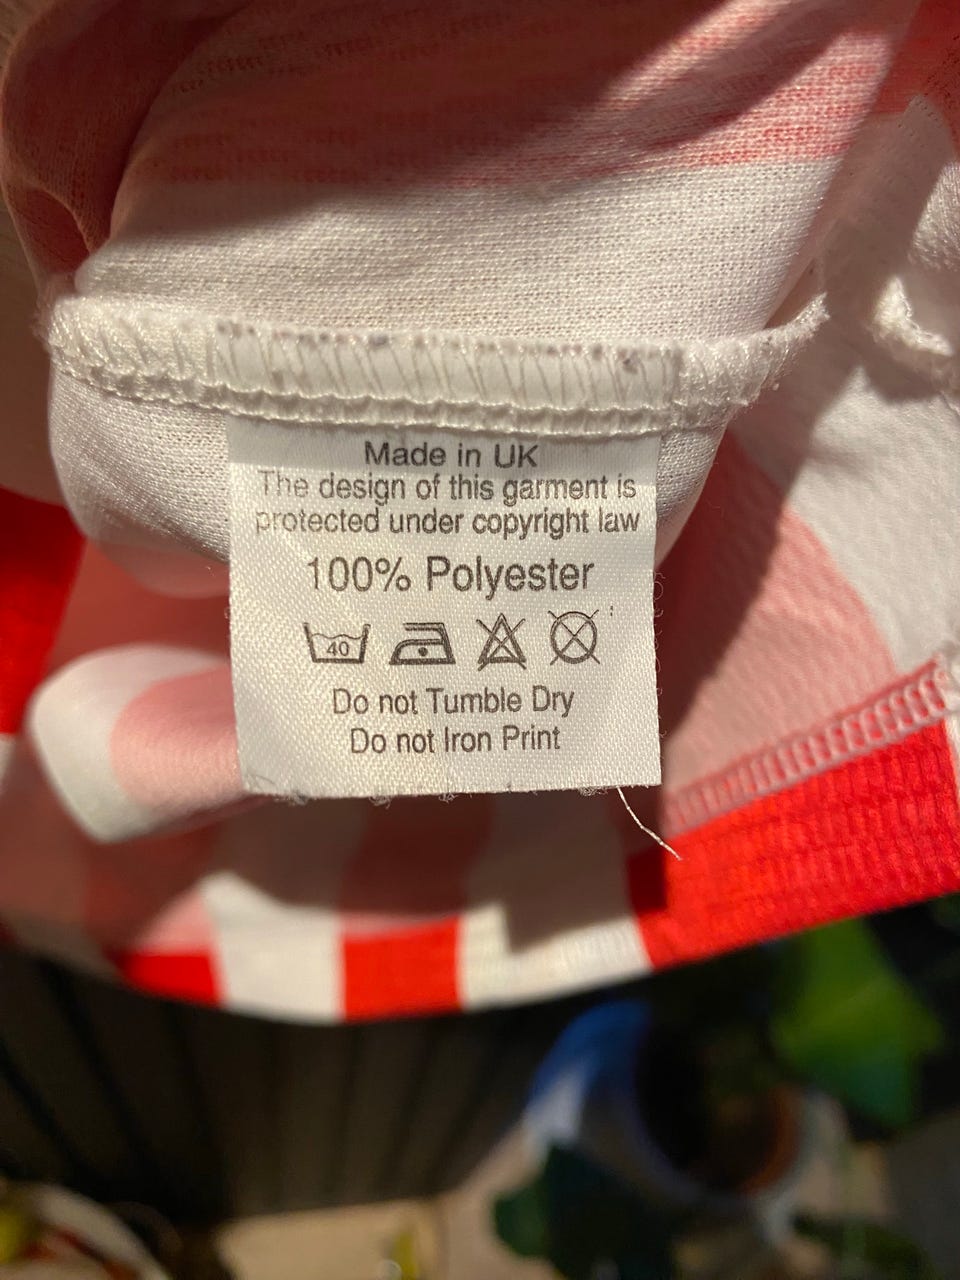 Made in UK
The design of this garment is
protected under copyright law
100% Polyester
40
Do not Tumble Dry
Do not Iron Print